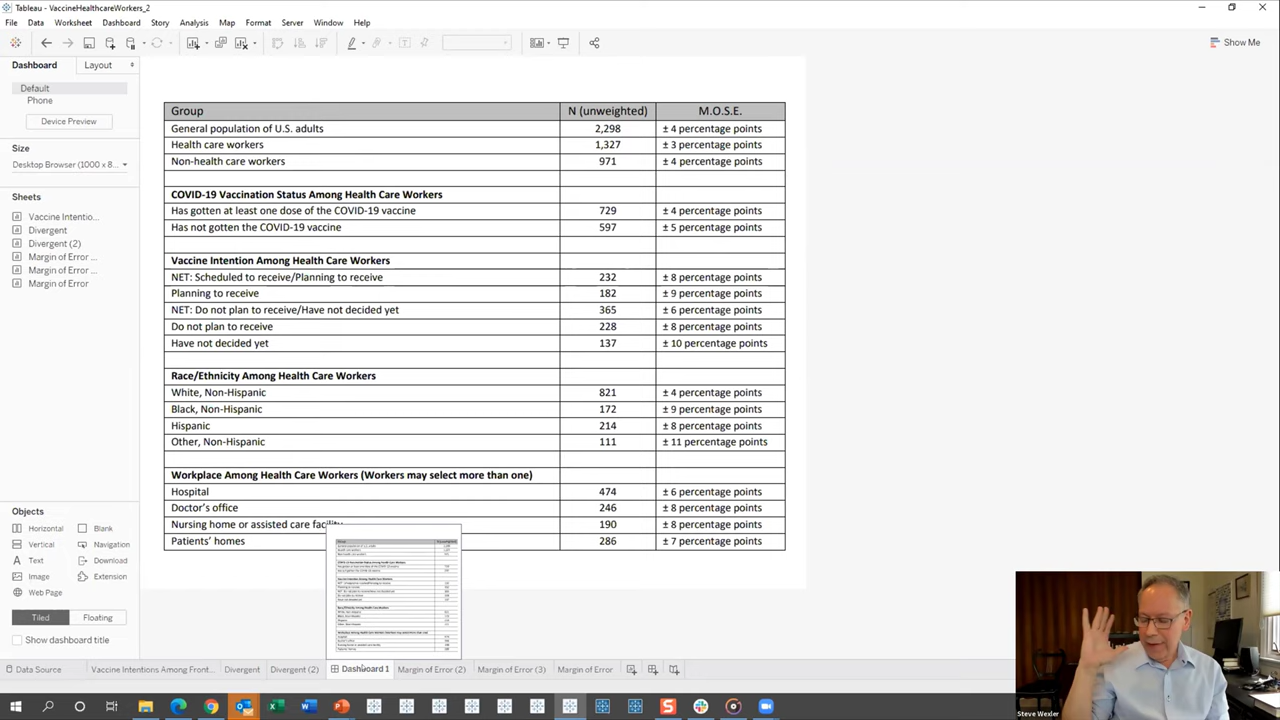 Tableau - VaccineHealthcareWorkers_2
File Data Worksheet Dashboard Story Analysis Map Format Server Window Help
Show Me
Dashboard Layout
Default
Phone
Device Preview
Size
Desktop Browser (1000 x 8...
Sheets
Vaccine Intentio...
Divergent
Divergent (2)
Margin of Error ...
Margin of Error ...
Margin of Error
Objects
Horizontal Blank
Vertical Navigation
Text Download
Image Extension
Web Page
Tiled Floating
Show dashboard title
Group N (unweighted) M.O.S.E.
General population of U.S. adults 2,298 ± 4 percentage points
Health care workers 1,327 ± 3 percentage points
Non-health care workers 971 ± 4 percentage points
COVID-19 Vaccination Status Among Health Care Workers
Has gotten at least one dose of the COVID-19 vaccine 729 ± 4 percentage points
Has not gotten the COVID-19 vaccine 597 ± 5 percentage points
Vaccine Intention Among Health Care Workers
NET: Scheduled to receive/Planning to receive 232 ± 8 percentage points
Planning to receive 182 ± 9 percentage points
NET: Do not plan to receive/Have not decided yet 365 ± 6 percentage points
Do not plan to receive 228 ± 8 percentage points
Have not decided yet 137 ± 10 percentage points
Race/Ethnicity Among Health Care Workers
White, Non-Hispanic 821 ± 4 percentage points
Black, Non-Hispanic 172 ± 9 percentage points
Hispanic 214 ± 8 percentage points
Other, Non-Hispanic 111 ± 11 percentage points
Workplace Among Health Care Workers (Workers may select more than one)
Hospital 474 ± 6 percentage points
Doctor's office 246 ± 8 percentage points
Nursing home or assisted care facility 190 ± 8 percentage points
Patients' homes 286 ± 7 percentage points
Data Source Vaccine Intentions Among Front... Divergent Divergent (2) Dashboard 1 Margin of Error (2) Margin of Error (3) Margin of Error
Steve Wexler